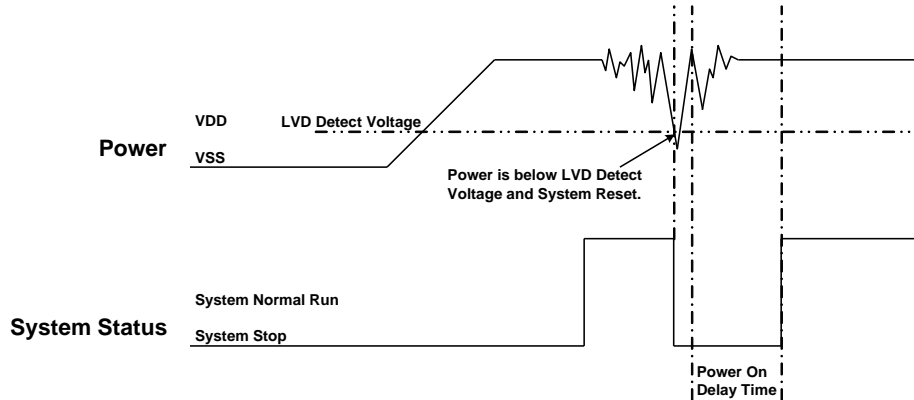 VDD
LVD Detect Voltage
Power
VSS
Power is below LVD Detect
Voltage and System Reset.
System Normal Run
System Status
System Stop
Power On
Delay Time